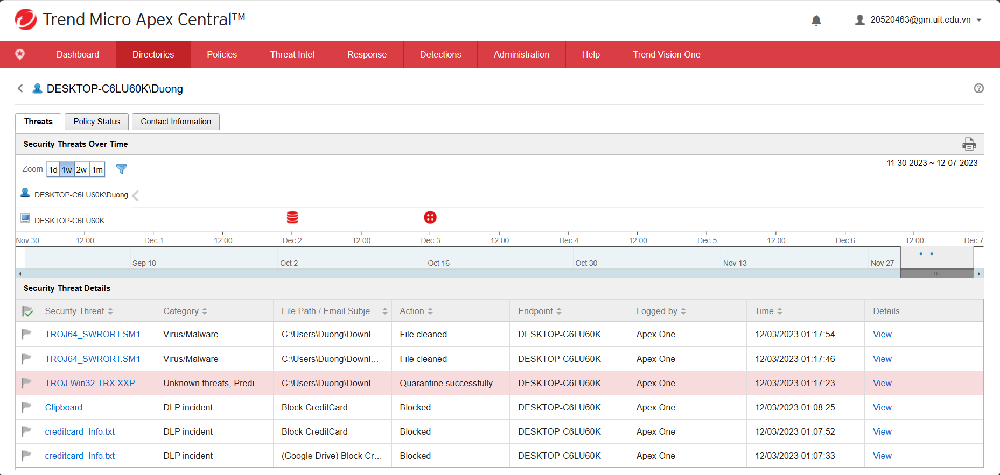 Trend Micro Apex Central™
20520463@gm.uit.edu.vn
Dashboard Directories Policies Threat Intel Response Detections Administration Help Trend Vision One
DESKTOP-C6LU60K\Duong
Threats Policy Status Contact Information
Security Threats Over Time
Zoom 1d 1w 2w 1m
11-30-2023 ~ 12-07-2023
DESKTOP-C6LU60K\Duong
DESKTOP-C6LU60K
Nov 30 12:00 Dec 1 12:00 Dec 2 12:00 Dec 3 12:00 Dec 4 12:00 Dec 5 12:00 Dec 6 12:00 Dec 7
Sep 18 Oct 2 Oct 16 Oct 30 Nov 13 Nov 27
Security Threat Details
Security Threat Category File Path / Email Subje... Action Endpoint Logged by Time Details
TROJ64_SWRORT.SM1 Virus/Malware C:\Users\Duong\Downl... File cleaned DESKTOP-C6LU60K Apex One 12/03/2023 01:17:54 View
TROJ64_SWRORT.SM1 Virus/Malware C:\Users\Duong\Downl... File cleaned DESKTOP-C6LU60K Apex One 12/03/2023 01:17:46 View
TROJ.Win32.TRX.XXP... Unknown threats, Predi... C:\Users\Duong\Downl... Quarantine successfully DESKTOP-C6LU60K Apex One 12/03/2023 01:17:23 View
Clipboard DLP incident Block CreditCard Blocked DESKTOP-C6LU60K Apex One 12/03/2023 01:08:25 View
creditcard_Info.txt DLP incident Block CreditCard Blocked DESKTOP-C6LU60K Apex One 12/03/2023 01:07:52 View
creditcard_Info.txt DLP incident (Google Drive) Block Cr... Blocked DESKTOP-C6LU60K Apex One 12/03/2023 01:07:33 View